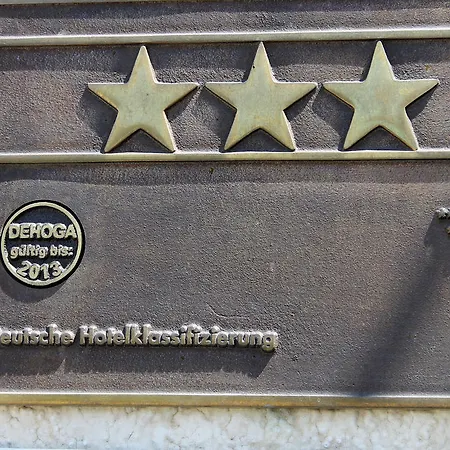 DEHOGA
gültig bis:
2013
eutsche Hotelklassifizierung